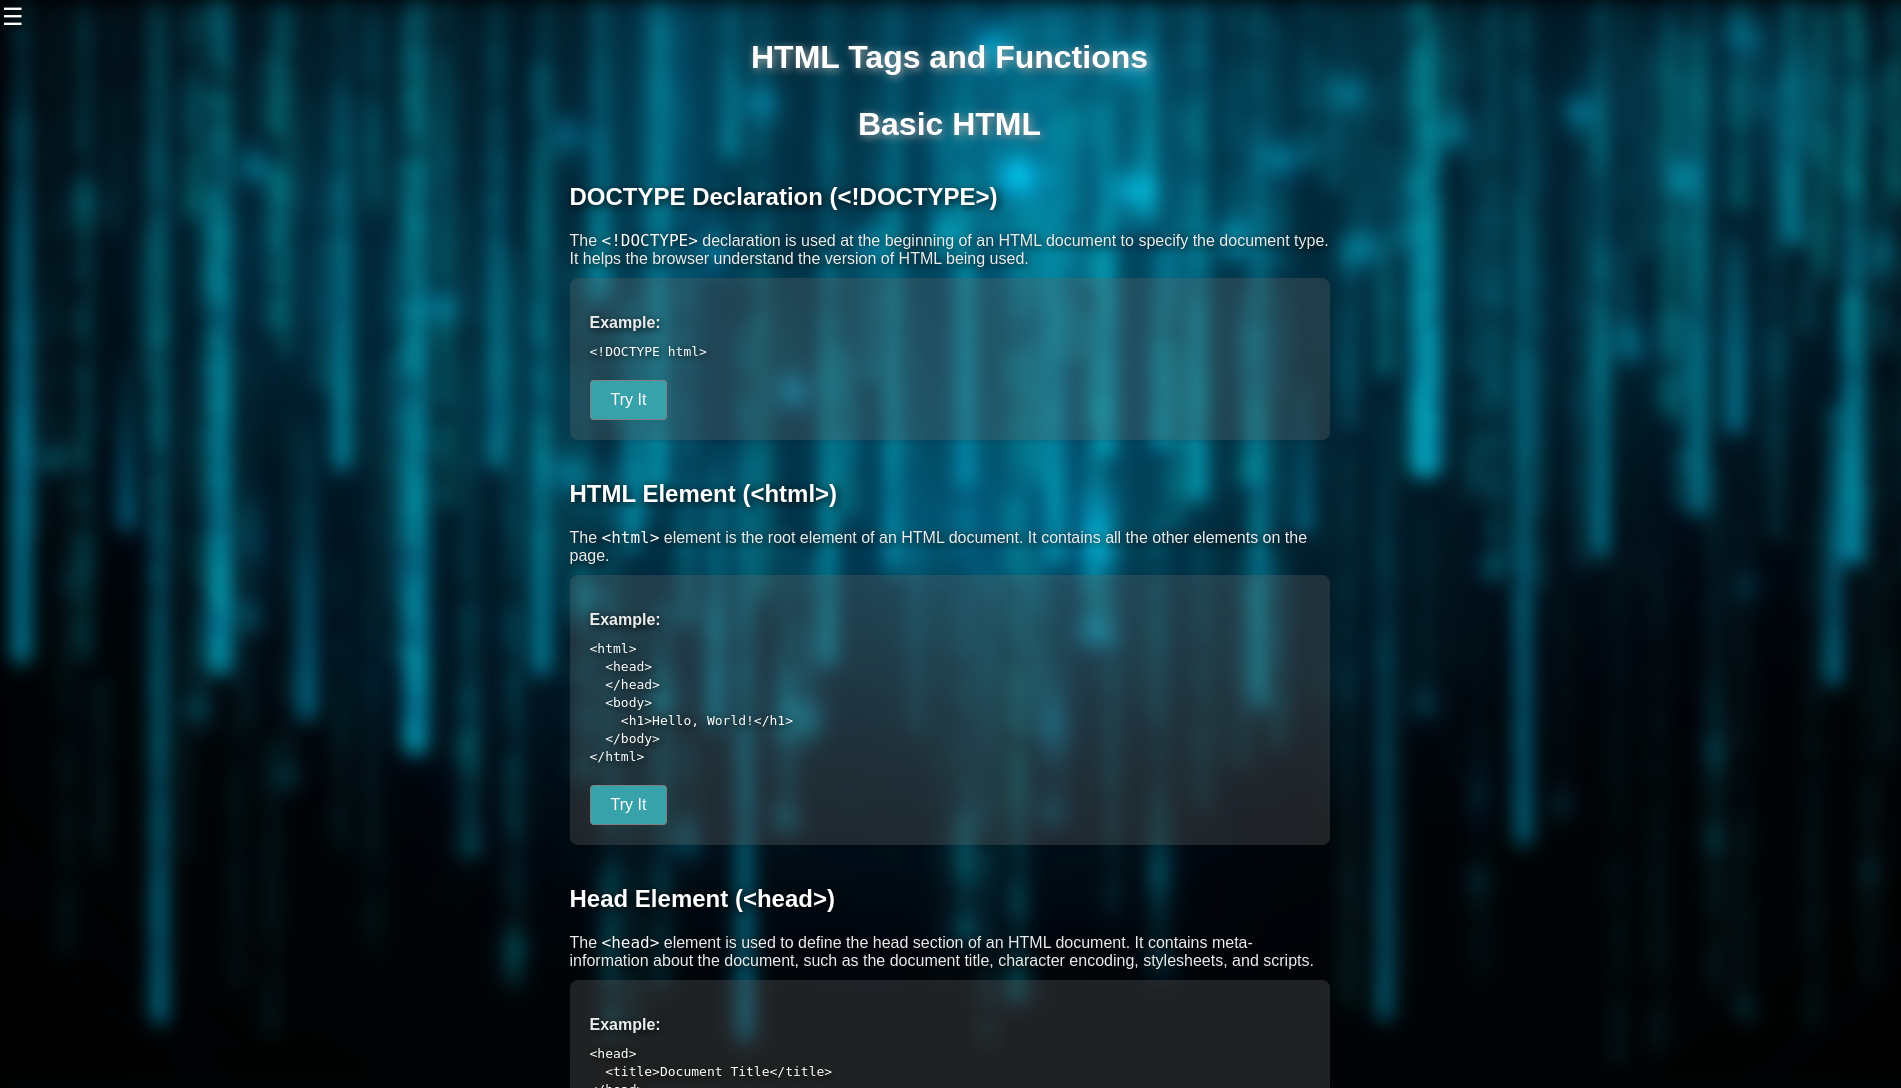 ☰
HTML Tags and Functions
Basic HTML
DOCTYPE Declaration (<!DOCTYPE>)
The <!DOCTYPE> declaration is used at the beginning of an HTML document to specify the document type.
It helps the browser understand the version of HTML being used.
Example:
<!DOCTYPE html>
Try It
HTML Element (<html>)
The <html> element is the root element of an HTML document. It contains all the other elements on the
page.
Example:
<html>
  <head>
  </head>
  <body>
    <h1>Hello, World!</h1>
  </body>
</html>
Try It
Head Element (<head>)
The <head> element is used to define the head section of an HTML document. It contains meta-
information about the document, such as the document title, character encoding, stylesheets, and scripts.
Example:
<head>
  <title>Document Title</title>
</head>